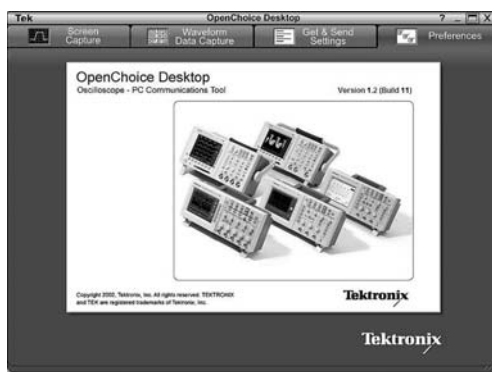 Tek
OpenChoice Desktop
? _ X
Screen
Capture
Waveform
Data Capture
Get & Send
Settings
Preferences
OpenChoice Desktop
Oscilloscope - PC Communications Tool
Version 1.2 (Build 11)
Copyright 2002, Tektronix, Inc. All rights reserved. TEKTRONIX
and TEK are registered trademarks of Tektronix, Inc.
Tektronix
Tektronix